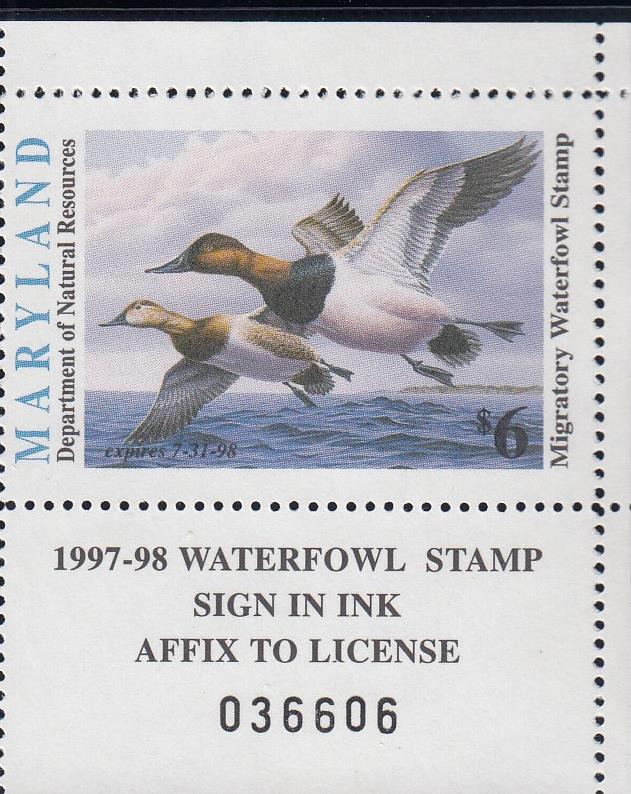 MARYLAND
Department of Natural Resources
Migratory Waterfowl Stamp
expires 7-31-98
$6
1997-98 WATERFOWL STAMP
SIGN IN INK
AFFIX TO LICENSE
036606